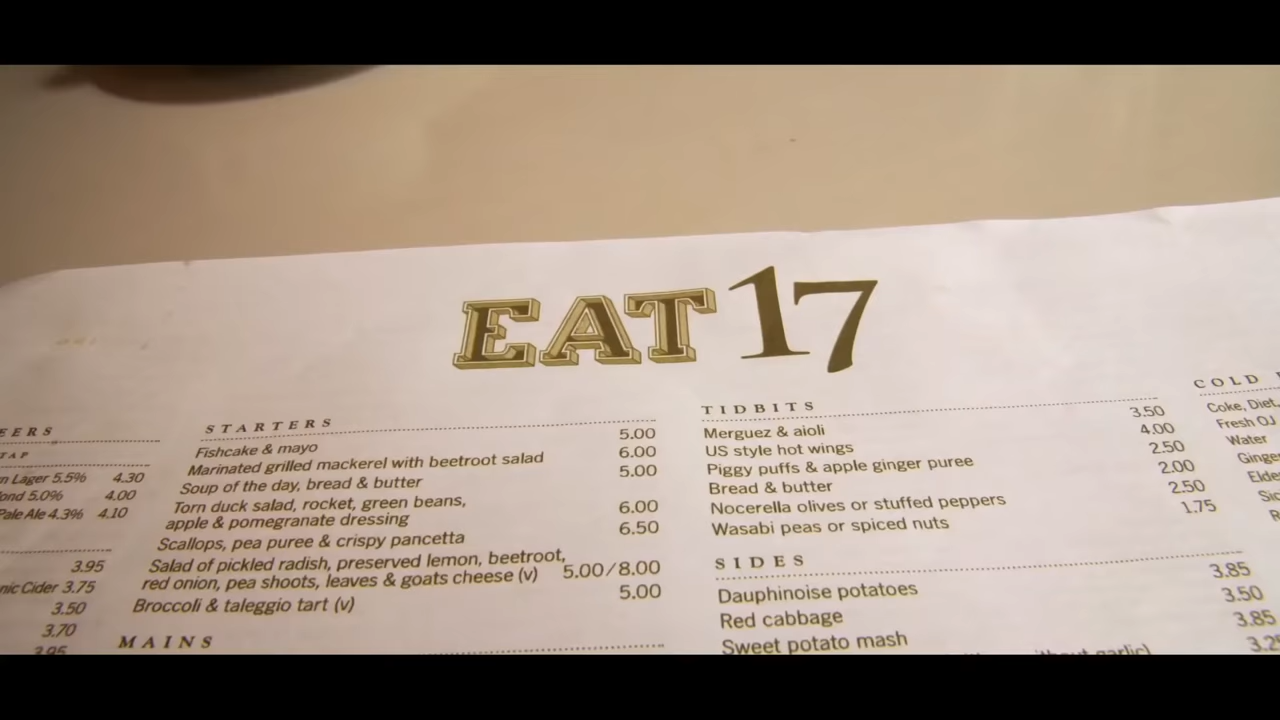 EAT 17
EERS
TAP
Lager 5.5% 4.30
5.0% 4.00
Pale Ale 4.3% 4.10
3.95
Cider 3.75
3.50
3.70
3.95
STARTERS
Fishcake & mayo 5.00
Marinated grilled mackerel with beetroot salad 6.00
Soup of the day, bread & butter 5.00
Torn duck salad, rocket, green beans,
apple & pomegranate dressing 6.00
Scallops, pea puree & crispy pancetta 6.50
Salad of pickled radish, preserved lemon, beetroot,
red onion, pea shoots, leaves & goats cheese (v) 5.00/8.00
Broccoli & taleggio tart (v) 5.00
MAINS
TIDBITS
Merguez & aioli 3.50
US style hot wings 4.00
Piggy puffs & apple ginger puree 2.50
Bread & butter 2.00
Nocerella olives or stuffed peppers 2.50
Wasabi peas or spiced nuts 1.75
SIDES
Dauphinoise potatoes 3.85
Red cabbage 3.50
Sweet potato mash 3.85
without garlic)
COLD
Coke, Diet,
Fresh OJ
Water
Ginger